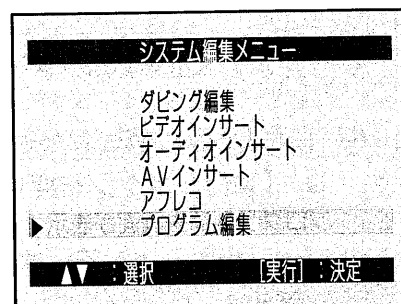 システム編集メニュー
ダビング編集
ビデオインサート
オーディオインサート
AVインサート
アフレコ
▶ プログラム編集
▲▼ :選択 [実行] :決定